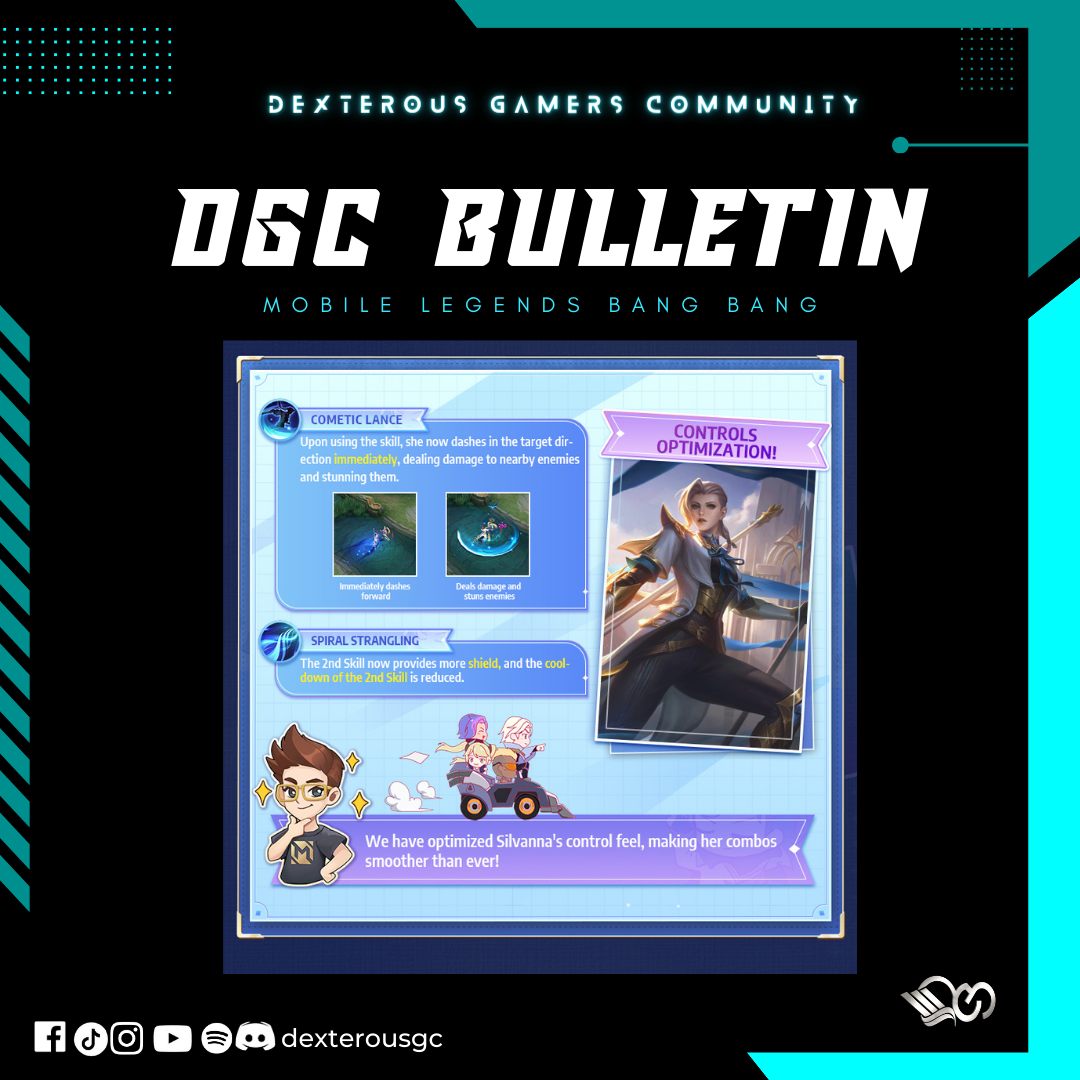 DEXTEROUS GAMERS COMMUNITY
DGC BULLETIN
MOBILE LEGENDS BANG BANG
COMETIC LANCE
Upon using the skill, she now dashes in the target dir-
ection immediately, dealing damage to nearby enemies
and stunning them.
Immediately dashes
forward
Deals damage and
stuns enemies
SPIRAL STRANGLING
The 2nd Skill now provides more shield, and the cool-
down of the 2nd Skill is reduced.
CONTROLS
OPTIMIZATION!
We have optimized Silvanna's control feel, making her combos
smoother than ever!
dexterousgc